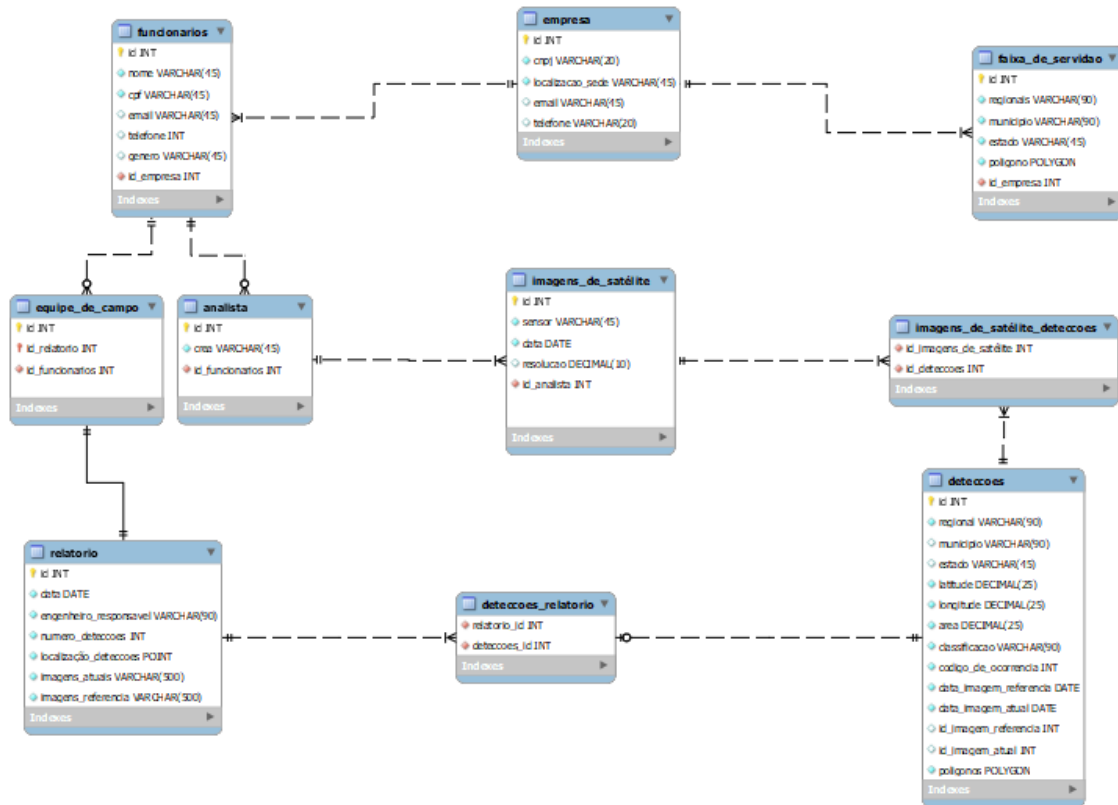 funcionarios
id INT
nome VARCHAR(45)
cpf VARCHAR(45)
email VARCHAR(45)
telefone INT
genero VARCHAR(45)
id_empresa INT
Indexes
empresa
id INT
cnpj VARCHAR(20)
localizacao_sede VARCHAR(45)
email VARCHAR(45)
telefone VARCHAR(20)
Indexes
faixa_de_servidao
id INT
regionais VARCHAR(90)
municipio VARCHAR(90)
estado VARCHAR(45)
poligono POLYGON
id_empresa INT
Indexes
equipe_de_campo
id INT
id_relatorio INT
id_funcionarios INT
Indexes
analista
id INT
crea VARCHAR(45)
id_funcionarios INT
Indexes
imagens_de_satélite
id INT
sensor VARCHAR(45)
data DATE
resolucao DECIMAL(10)
id_analista INT
Indexes
imagens_de_satélite_deteccoes
id_imagens_de_satélite INT
id_deteccoes INT
Indexes
relatorio
id INT
data DATE
engenheiro_responsavel VARCHAR(90)
numero_deteccoes INT
localização_deteccoes POINT
imagens_atuais VARCHAR(500)
imagens_referencia VARCHAR(500)
Indexes
deteccoes_relatorio
relatorio_id INT
deteccoes_id INT
Indexes
deteccoes
id INT
regional VARCHAR(90)
municipio VARCHAR(90)
estado VARCHAR(45)
latitude DECIMAL(25)
longitude DECIMAL(25)
area DECIMAL(25)
classificacao VARCHAR(90)
codigo_de_ocorrencia INT
data_imagem_referencia DATE
data_imagem_atual DATE
id_imagem_referencia INT
id_imagem_atual INT
poligonos POLYGON
Indexes